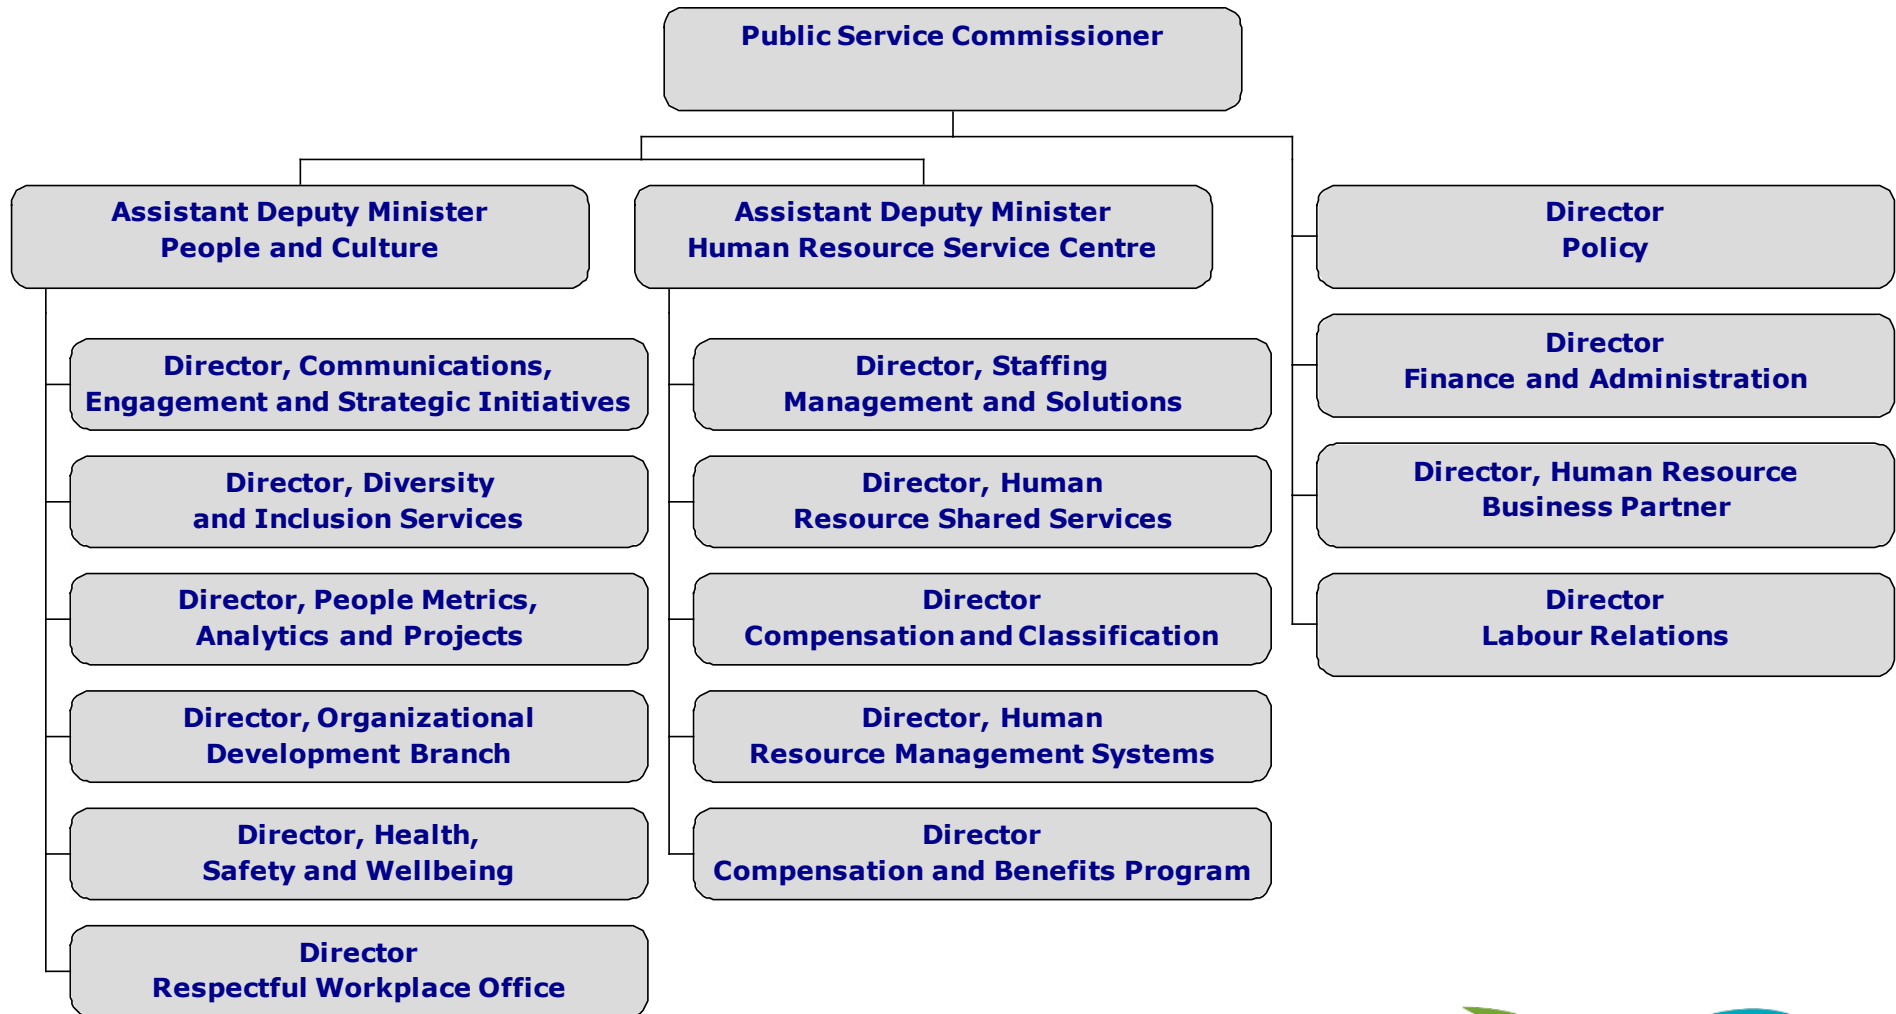 Public Service Commissioner
Assistant Deputy Minister
People and Culture
Director, Communications,
Engagement and Strategic Initiatives
Director, Diversity
and Inclusion Services
Director, People Metrics,
Analytics and Projects
Director, Organizational
Development Branch
Director, Health,
Safety and Wellbeing
Director
Respectful Workplace Office
Assistant Deputy Minister
Human Resource Service Centre
Director, Staffing
Management and Solutions
Director, Human
Resource Shared Services
Director
Compensation and Classification
Director, Human
Resource Management Systems
Director
Compensation and Benefits Program
Director
Policy
Director
Finance and Administration
Director, Human Resource
Business Partner
Director
Labour Relations